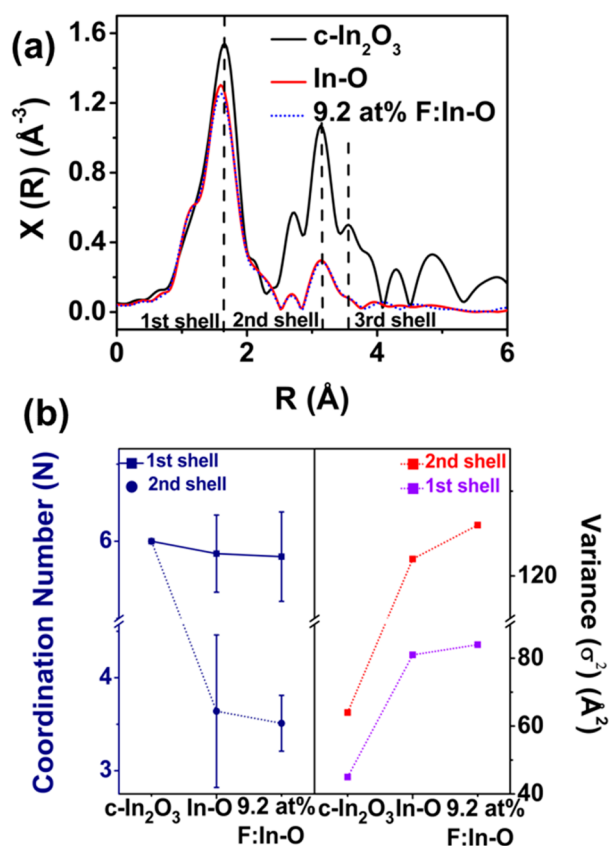 (a)
1.6
1.2
0.8
0.4
0.0
X (R) (Å⁻³)
c-In₂O₃
In-O
9.2 at% F:In-O
1st shell
2nd shell
3rd shell
0
2
4
6
R (Å)
(b)
Coordination Number (N)
6
4
3
1st shell
2nd shell
2nd shell
1st shell
120
80
60
40
Variance (σ²) (Å²)
c-In₂O₃ In-O 9.2 at%
F:In-O
c-In₂O₃ In-O 9.2 at%
F:In-O